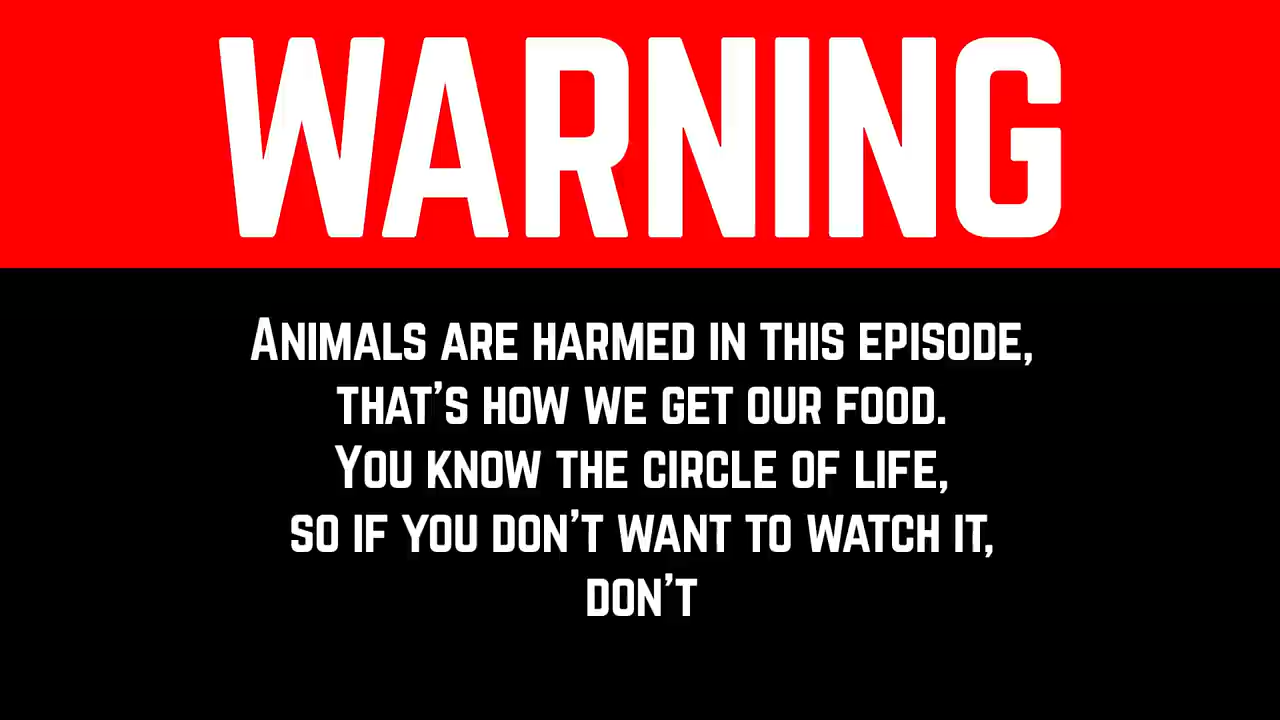 WARNING
ANIMALS ARE HARMED IN THIS EPISODE,
THAT'S HOW WE GET OUR FOOD.
YOU KNOW THE CIRCLE OF LIFE,
SO IF YOU DON'T WANT TO WATCH IT,
DON'T